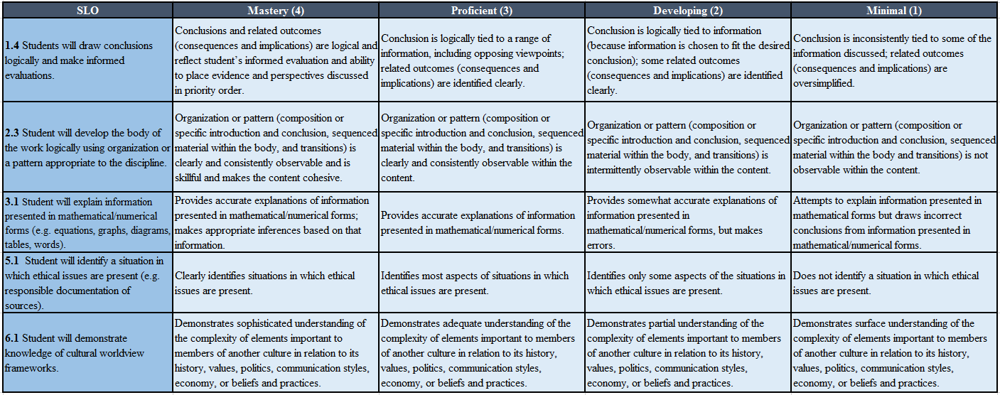 SLO
Mastery (4)
Proficient (3)
Developing (2)
Minimal (1)
1.4 Students will draw conclusions
logically and make informed
evaluations.
Conclusions and related outcomes
(consequences and implications) are logical and
reflect student's informed evaluation and ability
to place evidence and perspectives discussed
in priority order.
Conclusion is logically tied to a range of
information, including opposing viewpoints;
related outcomes (consequences and
implications) are identified clearly.
Conclusion is logically tied to information
(because information is chosen to fit the desired
conclusion); some related outcomes
(consequences and implications) are identified
clearly.
Conclusion is inconsistently tied to some of the
information discussed; related outcomes
(consequences and implications) are
oversimplified.
2.3 Student will develop the body of
the work logically using organization or
a pattern appropriate to the discipline.
Organization or pattern (composition or
specific introduction and conclusion, sequenced
material within the body, and transitions) is
clearly and consistently observable and is
skillful and makes the content cohesive.
Organization or pattern (composition or
specific introduction and conclusion, sequenced
material within the body, and transitions) is
clearly and consistently observable within the
content.
Organization or pattern (composition or
specific introduction and conclusion, sequenced
material within the body, and transitions) is
intermittently observable within the content.
Organization or pattern (composition or
specific introduction and conclusion, sequenced
material within the body and transitions) is not
observable within the content.
3.1 Student will explain information
presented in mathematical/numerical
forms (e.g. equations, graphs, diagrams,
tables, words).
Provides accurate explanations of information
presented in mathematical/numerical forms;
makes appropriate inferences based on that
information.
Provides accurate explanations of information
presented in mathematical/numerical forms.
Provides somewhat accurate explanations of
information presented in
mathematical/numerical forms, but makes
errors.
Attempts to explain information presented in
mathematical forms but draws incorrect
conclusions from information presented in
mathematical/numerical forms.
5.1 Student will identify a situation in
which ethical issues are present (e.g.
responsible documentation of
sources).
Clearly identifies situations in which ethical
issues are present.
Identifies most aspects of situations in which
ethical issues are present.
Identifies only some aspects of the situations in
which ethical issues are present.
Does not identify a situation in which ethical
issues are present.
6.1 Student will demonstrate
knowledge of cultural worldview
frameworks.
Demonstrates sophisticated understanding of
the complexity of elements important to
members of another culture in relation to its
history, values, politics, communication styles,
economy, or beliefs and practices.
Demonstrates adequate understanding of the
complexity of elements important to members
of another culture in relation to its history,
values, politics, communication styles,
economy, or beliefs and practices.
Demonstrates partial understanding of the
complexity of elements important to members
of another culture in relation to its history,
values, politics, communication styles,
economy, or beliefs and practices.
Demonstrates surface understanding of the
complexity of elements important to members
of another culture in relation to its history,
values, politics, communication styles,
economy, or beliefs and practices.